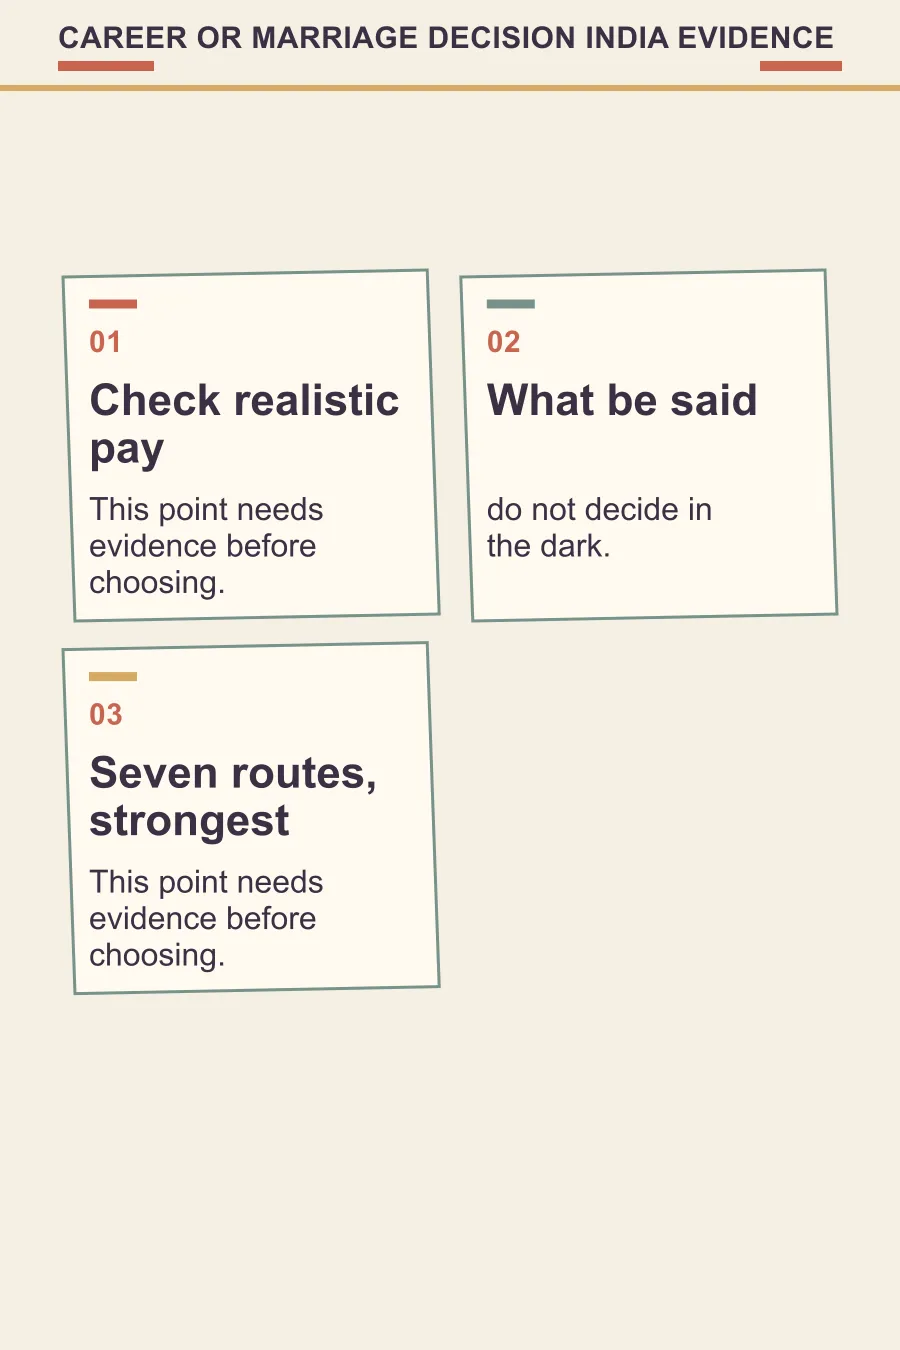 CAREER OR MARRIAGE DECISION INDIA EVIDENCE
01
Check realistic
pay
This point needs
evidence before
choosing.
02
What be said
do not decide in
the dark.
03
Seven routes,
strongest
This point needs
evidence before
choosing.